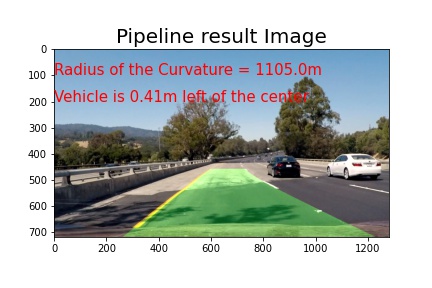 Pipeline result Image
0
Radius of the Curvature = 1105.0m
100
Vehicle is 0.41m left of the center
200
300
400
500
600
700
0 200 400 600 800 1000 1200